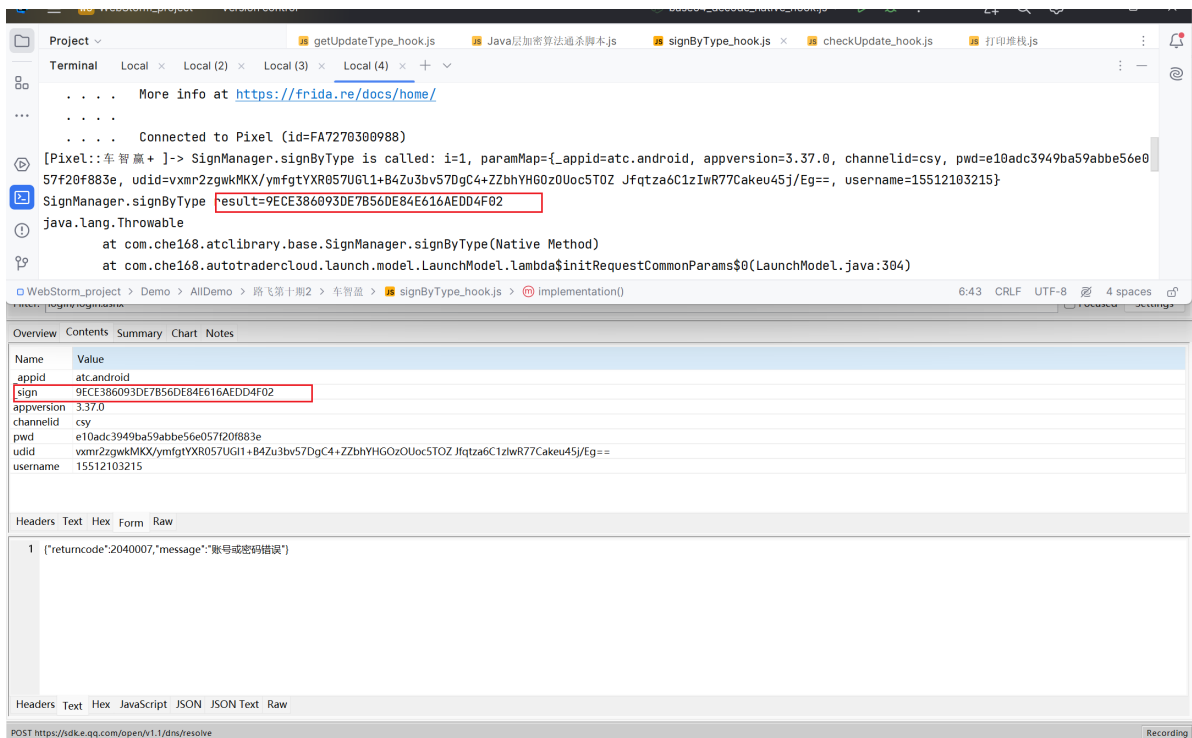 Project
getUpdateType_hook.js
Java层加密算法通杀脚本.js
signByType_hook.js ×
checkUpdate_hook.js
打印堆栈.js
Terminal Local × Local (2) × Local (3) × Local (4) × +
. . . . More info at https://frida.re/docs/home/
. . . .
. . . . Connected to Pixel (id=FA7270300988)
[Pixel::车智赢+ ]-> SignManager.signByType is called: i=1, paramMap={_appid=atc.android, appversion=3.37.0, channelid=csy, pwd=e10adc3949ba59abbe56e0
57f20f883e, udid=vxmr2zgwkMKX/ymfgtYXR057UGl1+B4Zu3bv57DgC4+ZZbhYHGOzOUoc5TOZ Jfqtza6C1zIwR77Cakeu45j/Eg==, username=15512103215}
SignManager.signByType result=9ECE386093DE7B56DE84E616AEDD4F02
java.lang.Throwable
at com.che168.atclibrary.base.SignManager.signByType(Native Method)
at com.che168.autotradercloud.launch.model.LaunchModel.lambda$initRequestCommonParams$0(LaunchModel.java:304)
WebStorm_project > Demo > AllDemo > 路飞第十期2 > 车智盈 > signByType_hook.js > implementation() 6:43 CRLF UTF-8 4 spaces
Overview Contents Summary Chart Notes
Name Value
_appid atc.android
_sign 9ECE386093DE7B56DE84E616AEDD4F02
appversion 3.37.0
channelid csy
pwd e10adc3949ba59abbe56e057f20f883e
udid vxmr2zgwkMKX/ymfgtYXR057UGl1+B4Zu3bv57DgC4+ZZbhYHGOzOUoc5TOZ Jfqtza6C1zIwR77Cakeu45j/Eg==
username 15512103215
Headers Text Hex Form Raw
1 {"returncode":2040007,"message":"账号或密码错误"}
Headers Text Hex JavaScript JSON JSON Text Raw
POST https://sdk.e.qq.com/open/v1.1/dns/resolve Recording